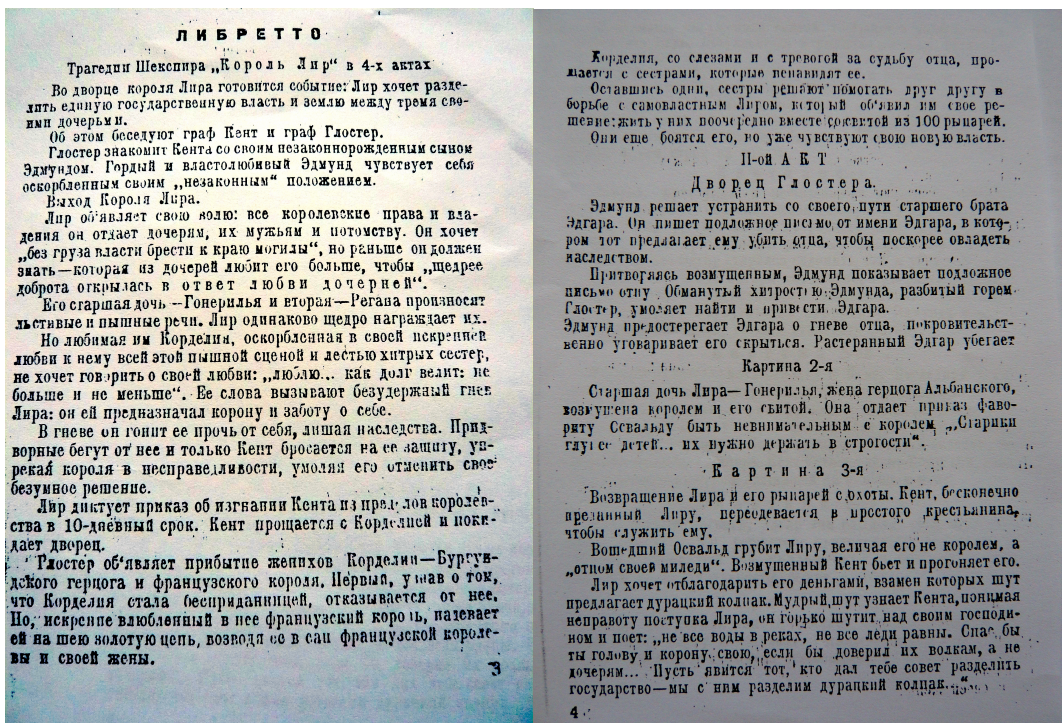 ЛИБРЕТТО
Трагедии Шекспира „Король Лир" в 4-х актах
Во дворце короля Лира готовится событие: Лир хочет разде-
лить единую государственную власть и землю между тремя сво-
ими дочерьми.
Об этом беседуют граф Кент и граф Глостер.
Глостер знакомит Кента со своим незаконнорожденным сыном
Эдмундом. Гордый и властолюбивый Эдмунд чувствует себя
оскорбленным своим „незаконным" положением.
Выход Короля Лира.
Лир об'являет свою волю: все королевские права и вла-
дения он отдает дочерям, их мужьям и потомству. Он хочет
„без груза власти брести к краю могилы", но раньше он должен
знать—которая из дочерей любит его больше, чтобы „щедрее
доброта открылась в ответ любви дочерней".
Его старшая дочь—Гонерилья и вторая—Регана произносят
льстивые и пышные речи. Лир одинаково щедро награждает их.
Но любимая им Корделия, оскорбленная в своей искренней
любви к нему всей этой пышной сценой и лестью хитрых сестер,
не хочет говорить о своей любви: „люблю... как долг велит: не
больше и не меньше". Ее слова вызывают безудержный гнев
Лира: он ей предназначал корону и заботу о себе.
В гневе он гонит ее прочь от себя, лишая наследства. Прид-
ворные бегут от нее и только Кент бросается на ее защиту, уп-
рекая короля в несправедливости, умоляя его отменить свое
безумное решение.
Лир диктует приказ об изгнании Кента из пределов королев-
ства в 10-дневный срок. Кент прощается с Корделией и поки-
дает дворец.
Глостер об'являет прибытие женихов Корделии—Бургун-
дского герцога и французского короля. Первый, узнав о том,
что Корделия стала бесприданницей, отказывается от нее.
Но, искренне влюбленный в нее французский король, надевает
ей на шею золотую цепь, возводя ее в сан французской короле-
вы и своей жены.
3
Корделия, со слезами и с тревогой за судьбу отца, про-
щается с сестрами, которые ненавидят ее.
Оставшись одни, сестры решают помогать друг другу в
борьбе с самовластным Лиром, который об'явил им свое ре-
шение: жить у них поочередно вместе со свитой из 100 рыцарей.
Они еще боятся его, но уже чувствуют свою новую власть.
II-ой АКТ
Дворец Глостера.
Эдмунд решает устранить со своего пути старшего брата
Эдгара. Он пишет подложное письмо от имени Эдгара, в кото-
ром тот предлагает ему убить отца, чтобы поскорее овладеть
наследством.
Притворяясь возмущенным, Эдмунд показывает подложное
письмо отцу. Обманутый хитростью Эдмунда, разбитый горем
Глостер, умоляет найти и привести Эдгара.
Эдмунд предостерегает Эдгара о гневе отца, покровительст-
венно уговаривает его скрыться. Растерянный Эдгар убегает
Картина 2-я
Старшая дочь Лира—Гонерилья, жена герцога Альбанского,
возмущена королем и его свитой. Она отдает приказ фаво-
риту Освальду быть невнимательным с королем „Старики
глупее детей... их нужно держать в строгости".
Картина 3-я
Возвращение Лира и его рыцарей с охоты. Кент, бесконечно
преданный Лиру, переодевается в простого крестьянина,
чтобы служить ему.
Вошедший Освальд грубит Лиру, величая его не королем, а
„отцом своей миледи". Возмущенный Кент бьет и прогоняет его.
Лир хочет отблагодарить его деньгами, взамен которых шут
предлагает дурацкий колпак. Мудрый шут узнает Кента, понимая
неправоту поступка Лира, он горько шутит над своим господи-
ном и поет: „не все воды в реках, не все леди равны. Спас бы
ты голову и корону свою, если бы доверил их волкам, а не
дочерям... Пусть явится тот, кто дал тебе совет разделить
государство—мы с ним разделим дурацкий колпак..."
4